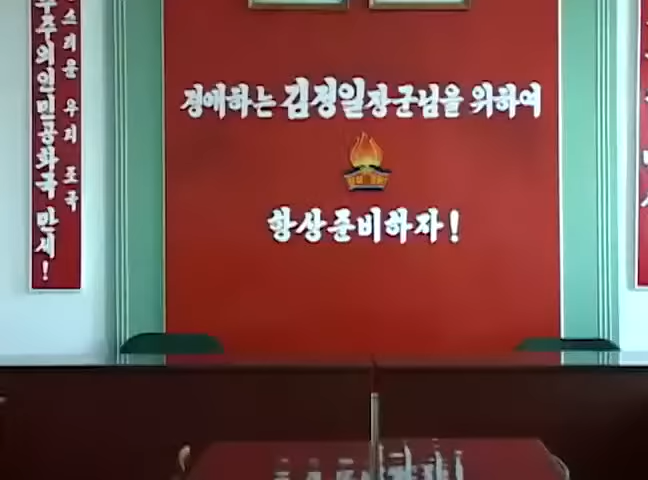 스러운 우리 조국
주주의인민공화국 만세!
경애하는 김정일장군님을 위하여
항상준비하자!